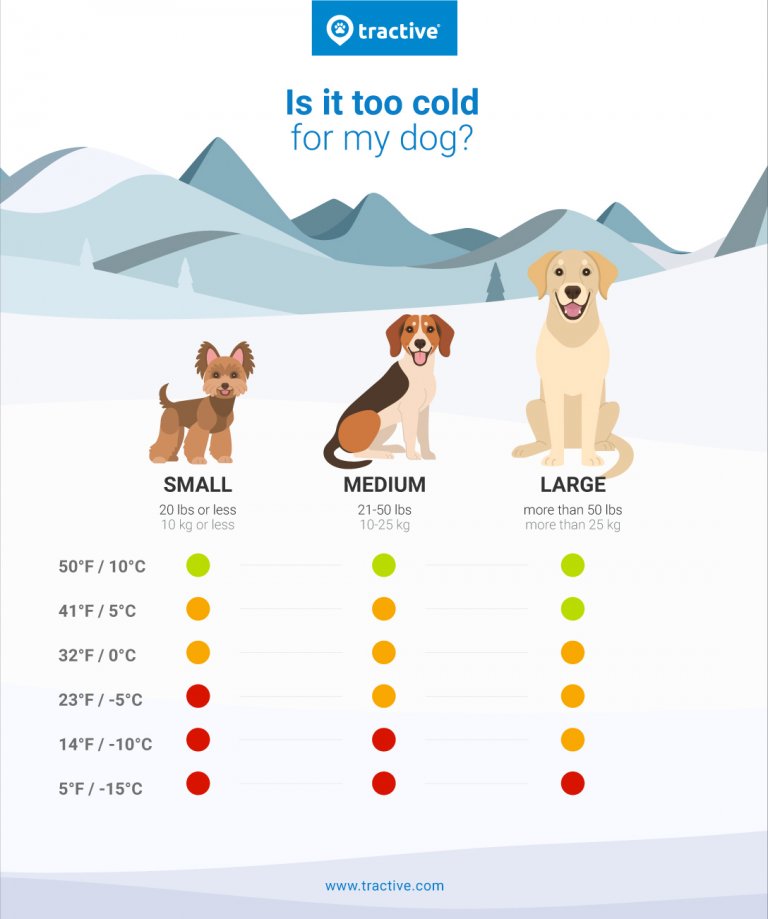 tractive
Is it too cold
for my dog?
SMALL MEDIUM LARGE
20 lbs or less 21-50 lbs more than 50 lbs
10 kg or less 10-25 kg more than 25 kg
50°F / 10°C
41°F / 5°C
32°F / 0°C
23°F / -5°C
14°F / -10°C
5°F / -15°C
www.tractive.com